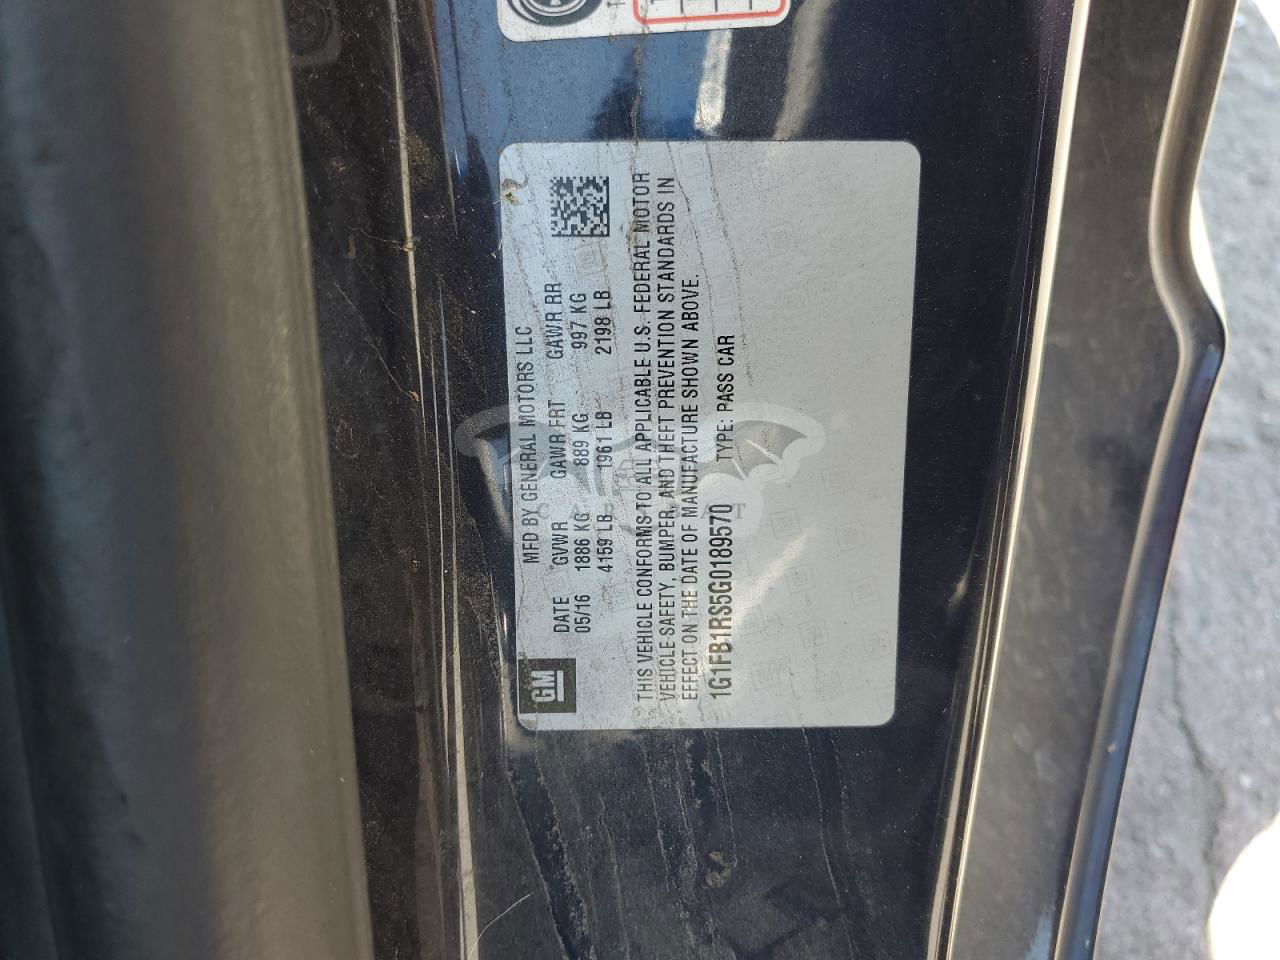 MFD BY GENERAL MOTORS LLC
GM
DATE GVWR GAWR FRT GAWR RR
05/16 1886 KG 889 KG 997 KG
4159 LB 1961 LB 2198 LB
THIS VEHICLE CONFORMS TO ALL APPLICABLE U.S. FEDERAL MOTOR
VEHICLE SAFETY, BUMPER, AND THEFT PREVENTION STANDARDS IN
EFFECT ON THE DATE OF MANUFACTURE SHOWN ABOVE.
1G1FB1RS5G0189570 TYPE: PASS CAR